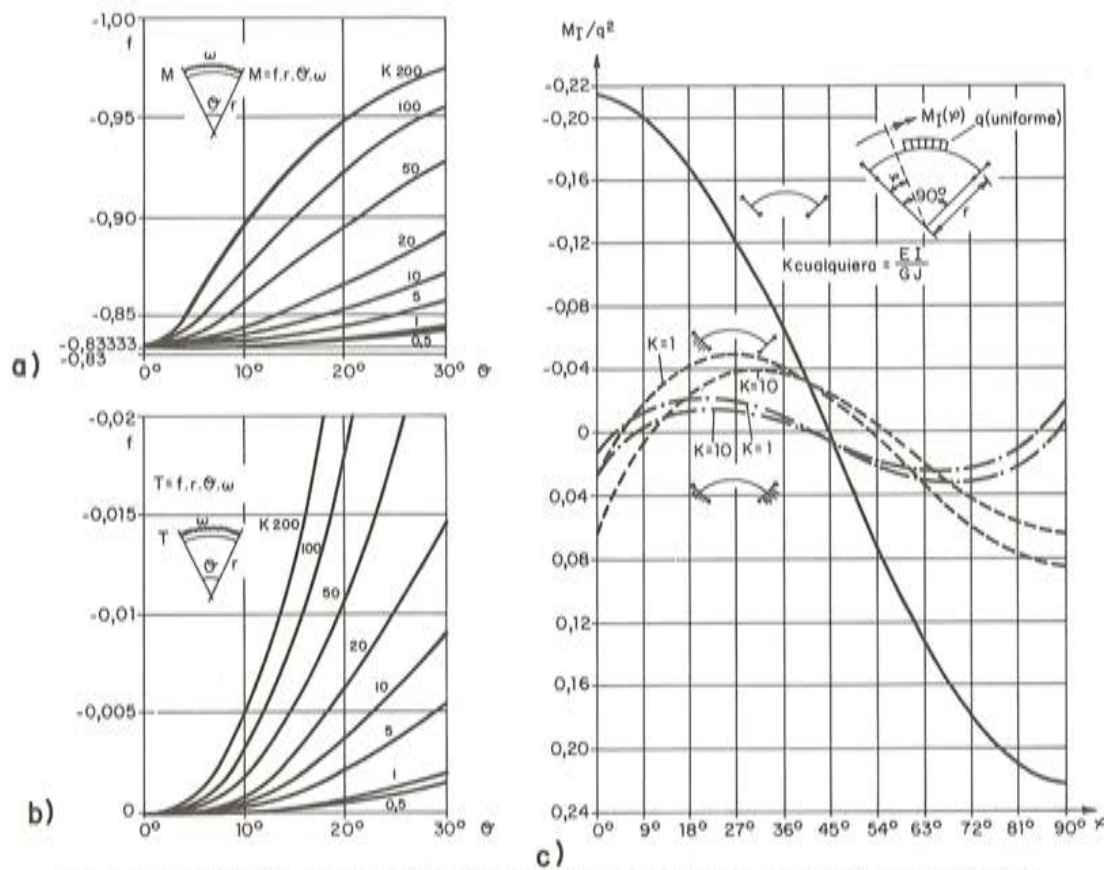 -1,00
f
ω
M
M=f.r.Θ.ω
Θ
r
K 200
100
-0,95
50
-0,90
20
10
5
-0,85
1
0,5
-0,83333
-0,83
0°
10°
20°
30°
Θ
a)
-0,02
f
T=f.r.Θ.ω
ω
T
Θ
r
K 200
-0,015
100
50
-0,01
20
10
-0,005
5
1
0,5
0
0°
10°
20°
30°
Θ
b)
M_I/q²
-0,22
-0,20
M_I(γ)
q(uniforme)
-0,16
90°
r
-0,12
K cualquiera = EI/GJ
-0,08
K=1
-0,04
K=10
0
K=10
K=1
0,04
0,08
0,12
0,16
0,20
0,24
0°
9°
18°
27°
36°
45°
54°
63°
72°
81°
90°
γ
c)